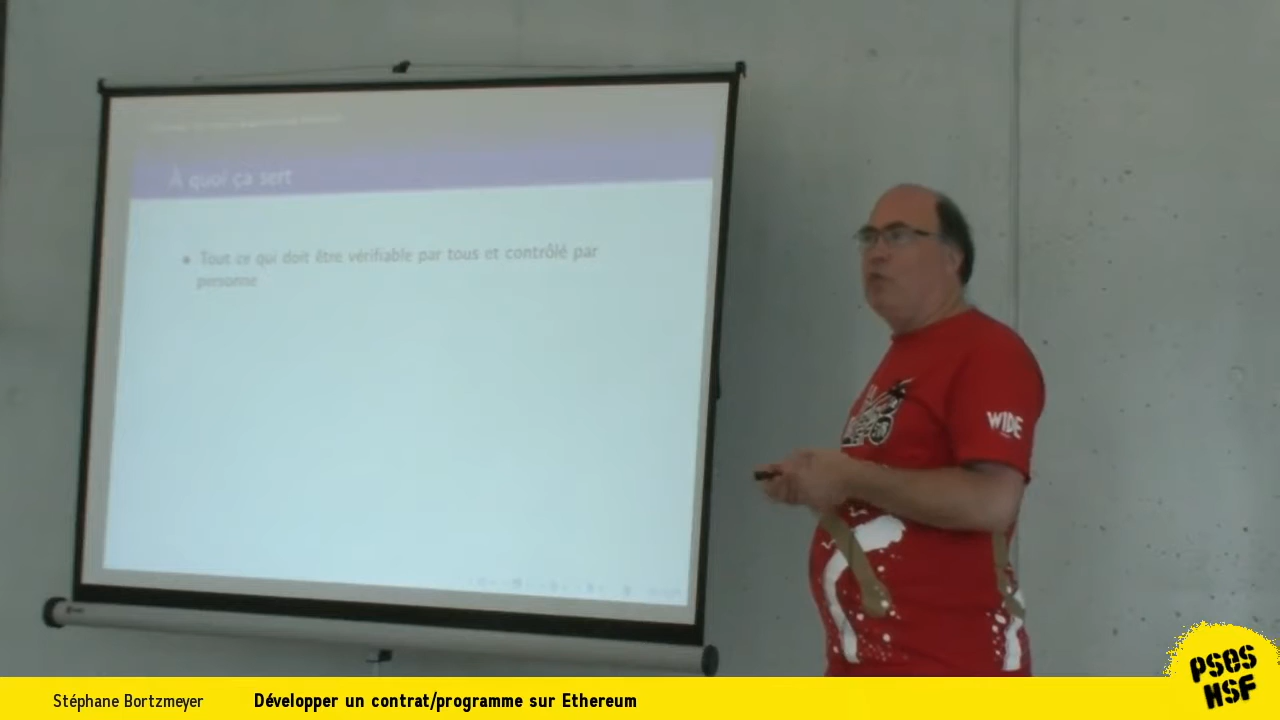 À quoi ça sert
• Tout ce qui doit être vérifiable par tous et contrôlé par
personne
WIDE
PSES
HSF
Stéphane Bortzmeyer
Développer un contrat/programme sur Ethereum